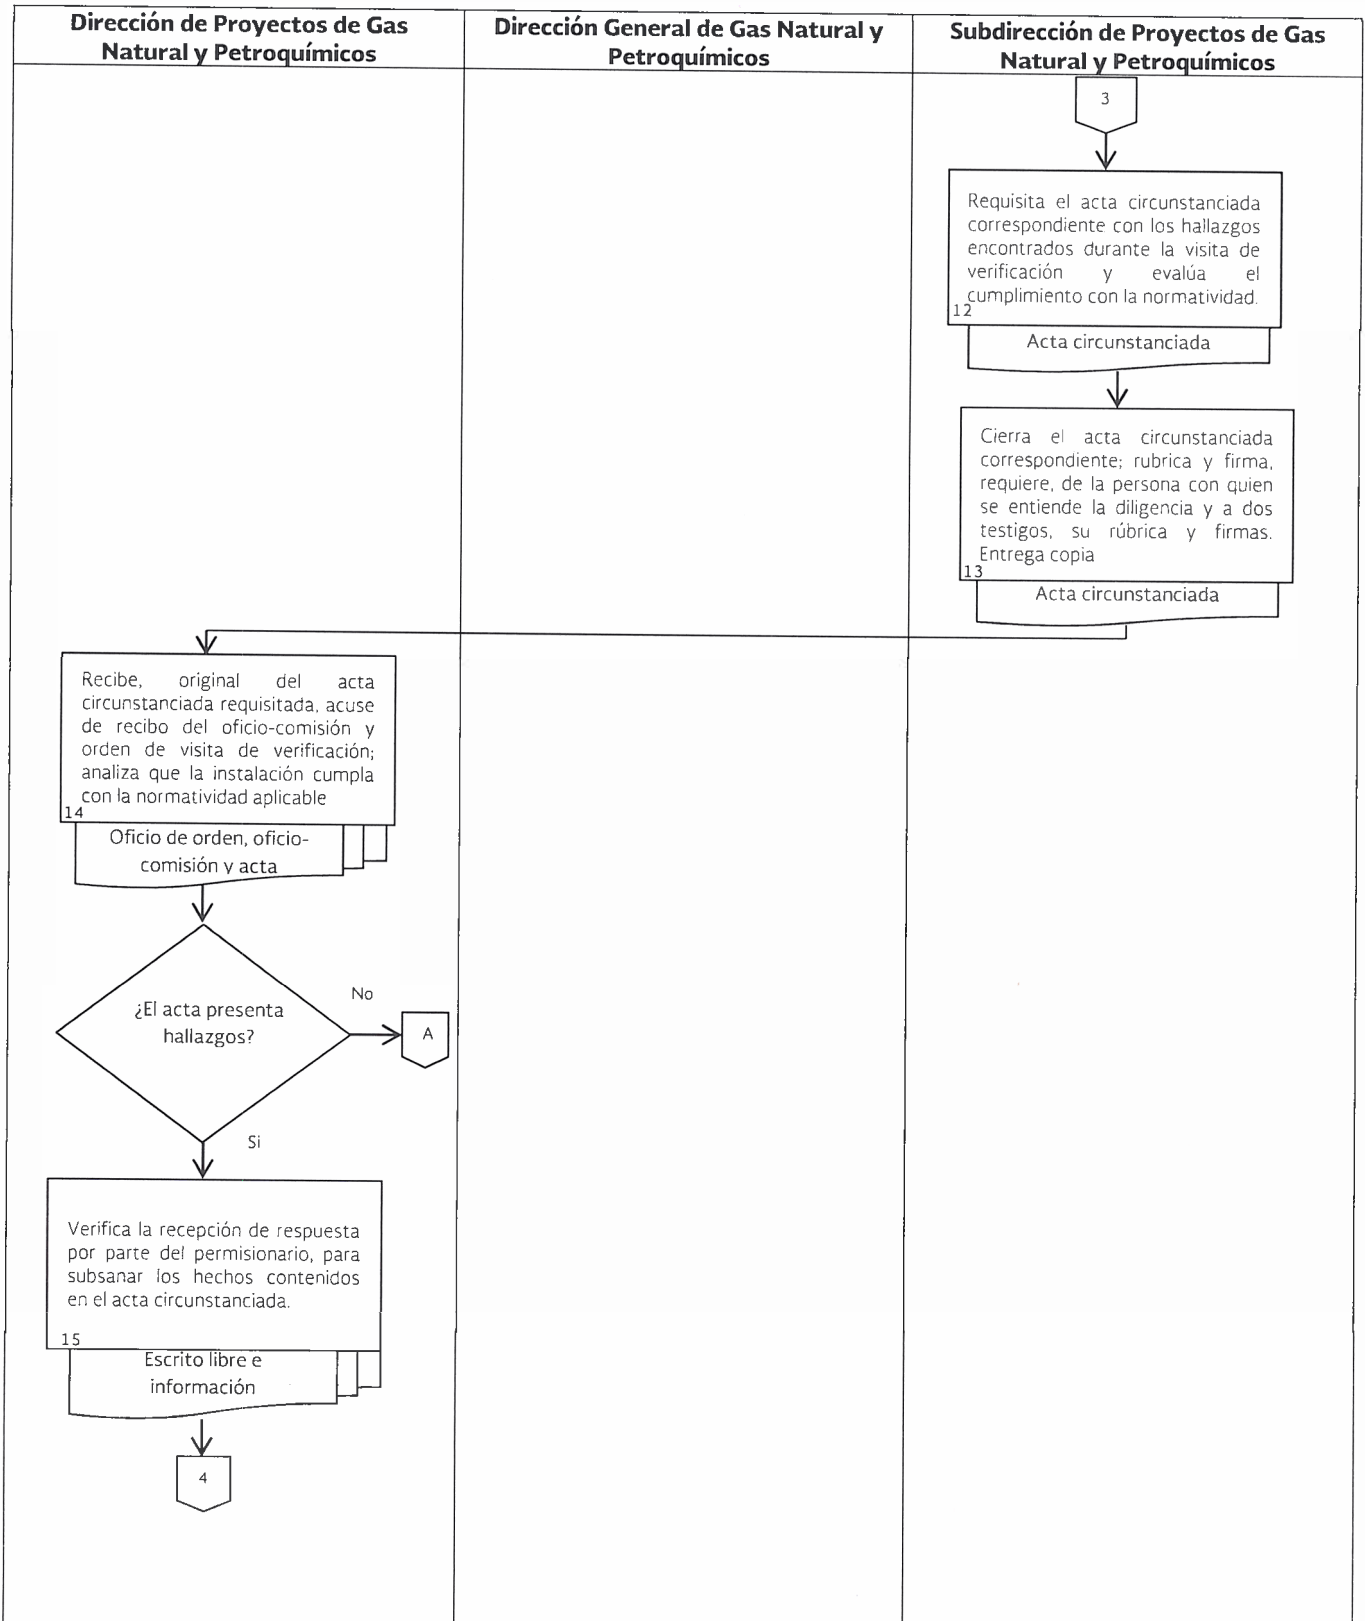 Dirección de Proyectos de Gas
Natural y Petroquímicos
Dirección General de Gas Natural y
Petroquímicos
Subdirección de Proyectos de Gas
Natural y Petroquímicos
3
Requisita el acta circunstanciada
correspondiente con los hallazgos
encontrados durante la visita de
verificación y evalúa el
cumplimiento con la normatividad.
12
Acta circunstanciada
Cierra el acta circunstanciada
correspondiente; rubrica y firma,
requiere, de la persona con quien
se entiende la diligencia y a dos
testigos, su rúbrica y firmas.
Entrega copia
13
Acta circunstanciada
Recibe, original del acta
circunstanciada requisitada, acuse
de recibo del oficio-comisión y
orden de visita de verificación;
analiza que la instalación cumpla
con la normatividad aplicable
14
Oficio de orden, oficio-
comisión y acta
¿El acta presenta
hallazgos?
No
A
Si
Verifica la recepción de respuesta
por parte del permisionario, para
subsanar los hechos contenidos
en el acta circunstanciada.
15
Escrito libre e
información
4